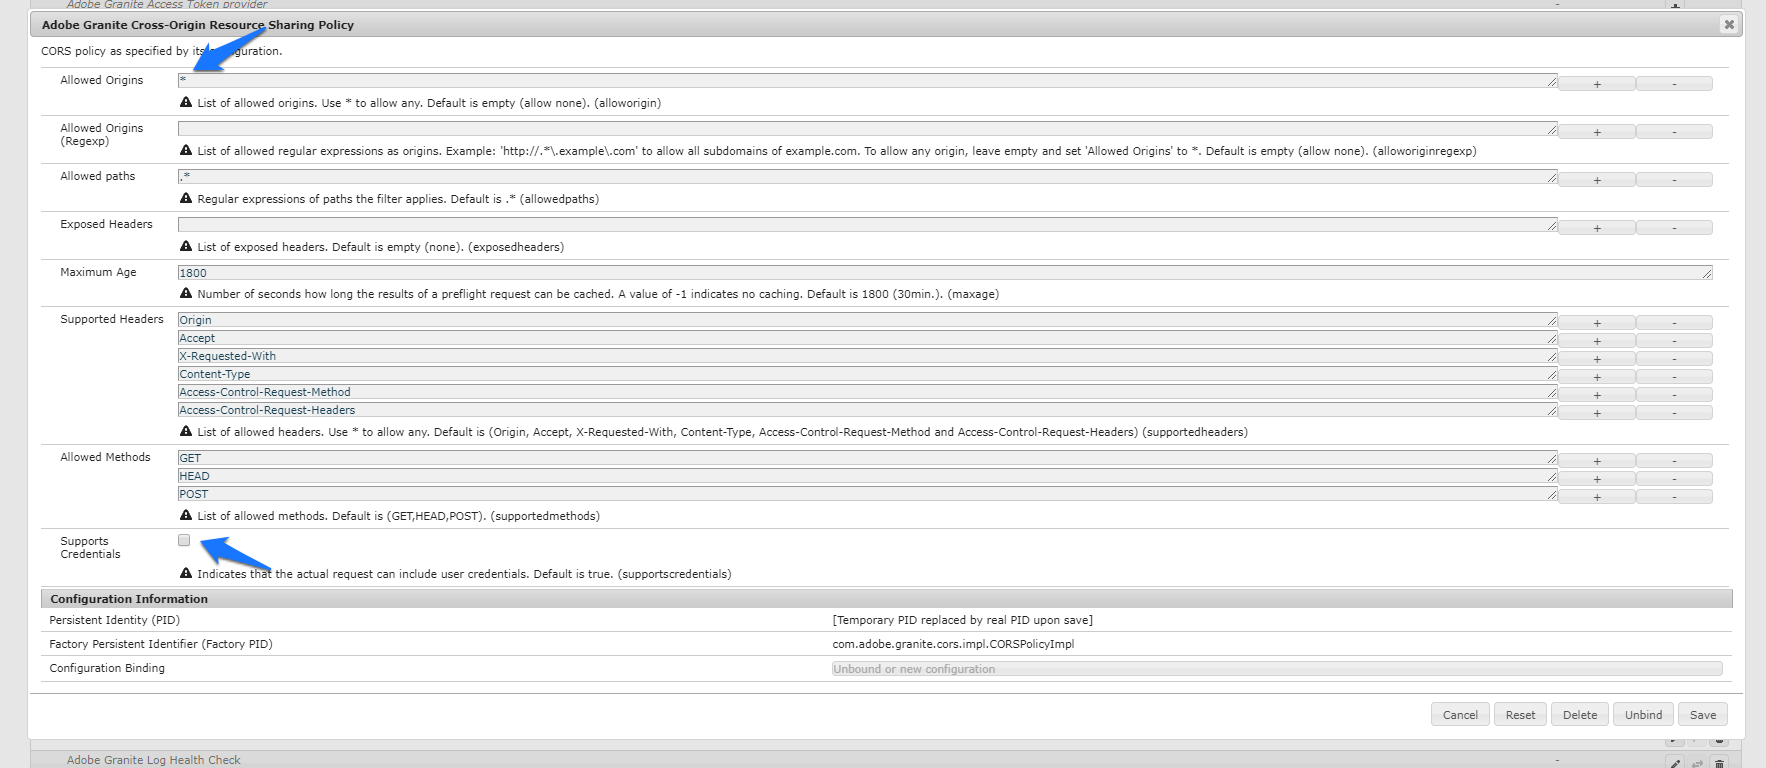 Adobe Granite Access Token provider
-
Adobe Granite Cross-Origin Resource Sharing Policy
CORS policy as specified by its configuration.
Allowed Origins
*
+ -
List of allowed origins. Use * to allow any. Default is empty (allow none). (alloworigin)
Allowed Origins
(Regexp)
+ -
List of allowed regular expressions as origins. Example: 'http://.*\.example\.com' to allow all subdomains of example.com. To allow any origin, leave empty and set 'Allowed Origins' to *. Default is empty (allow none). (alloworiginregexp)
Allowed paths
.*
+ -
Regular expressions of paths the filter applies. Default is .* (allowedpaths)
Exposed Headers
+ -
List of exposed headers. Default is empty (none). (exposedheaders)
Maximum Age
1800
Number of seconds how long the results of a preflight request can be cached. A value of -1 indicates no caching. Default is 1800 (30min.). (maxage)
Supported Headers
Origin
+ -
Accept
+ -
X-Requested-With
+ -
Content-Type
+ -
Access-Control-Request-Method
+ -
Access-Control-Request-Headers
+ -
List of allowed headers. Use * to allow any. Default is (Origin, Accept, X-Requested-With, Content-Type, Access-Control-Request-Method and Access-Control-Request-Headers) (supportedheaders)
Allowed Methods
GET
+ -
HEAD
+ -
POST
+ -
List of allowed methods. Default is (GET,HEAD,POST). (supportedmethods)
Supports
Credentials
Indicates that the actual request can include user credentials. Default is true. (supportscredentials)
Configuration Information
Persistent Identity (PID)
[Temporary PID replaced by real PID upon save]
Factory Persistent Identifier (Factory PID)
com.adobe.granite.cors.impl.CORSPolicyImpl
Configuration Binding
Unbound or new configuration
Cancel
Reset
Delete
Unbind
Save
Adobe Granite Log Health Check
-